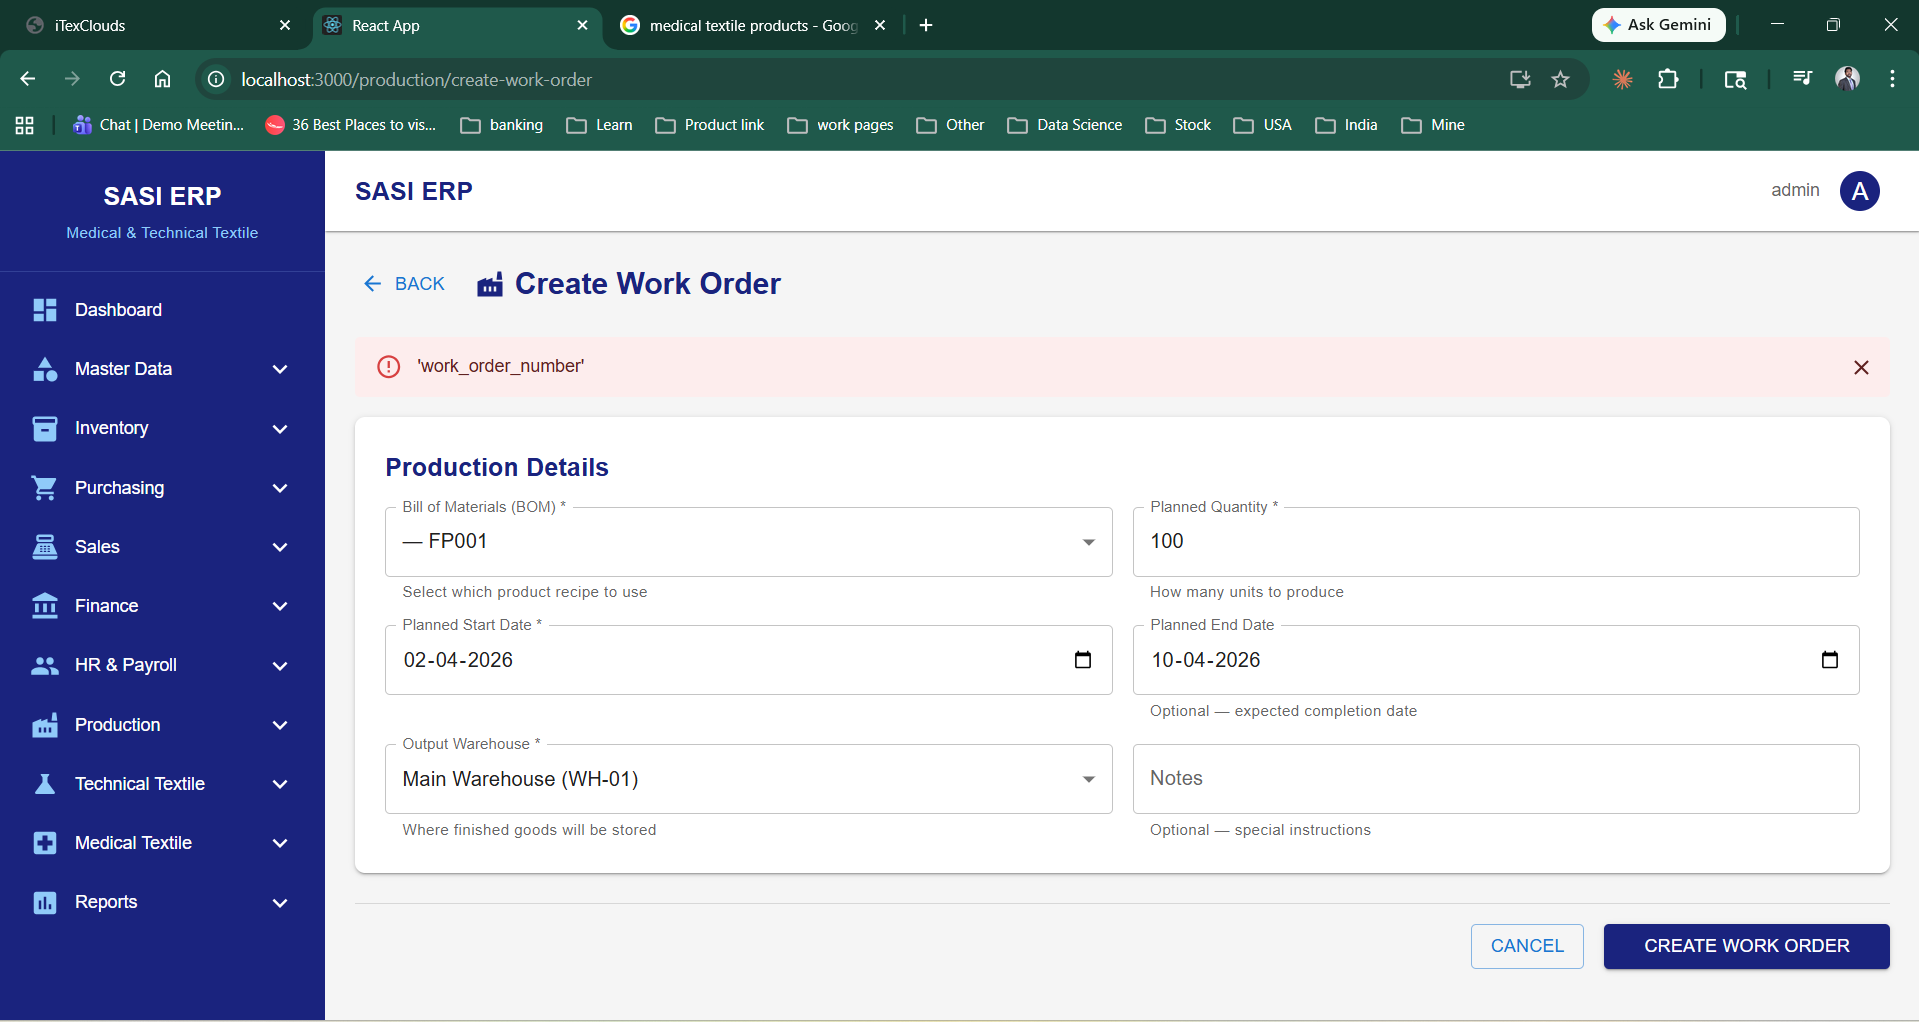 iTexClouds
React App
medical textile products - Goog
Ask Gemini
localhost:3000/production/create-work-order
Chat | Demo Meetin...
36 Best Places to vis...
banking
Learn
Product link
work pages
Other
Data Science
Stock
USA
India
Mine
SASI ERP
Medical & Technical Textile
Dashboard
Master Data
Inventory
Purchasing
Sales
Finance
HR & Payroll
Production
Technical Textile
Medical Textile
Reports
SASI ERP
admin
A
BACK
Create Work Order
'work_order_number'
Production Details
Bill of Materials (BOM) *
— FP001
Select which product recipe to use
Planned Quantity *
100
How many units to produce
Planned Start Date *
02-04-2026
Planned End Date
10-04-2026
Optional — expected completion date
Output Warehouse *
Main Warehouse (WH-01)
Where finished goods will be stored
Notes
Optional — special instructions
CANCEL
CREATE WORK ORDER